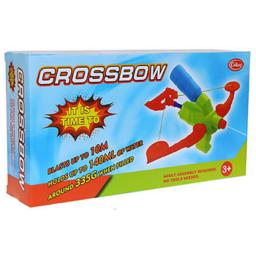 CROSSBOW
IT IS
TIME TO
BLASTS UP TO 10M
HOLDS UP TO 140ML OF WATER
AROUND 335G WHEN FILLED
ADULT ASSEMBLY REQUIRED
NO TOOLS NEEDED.
3+